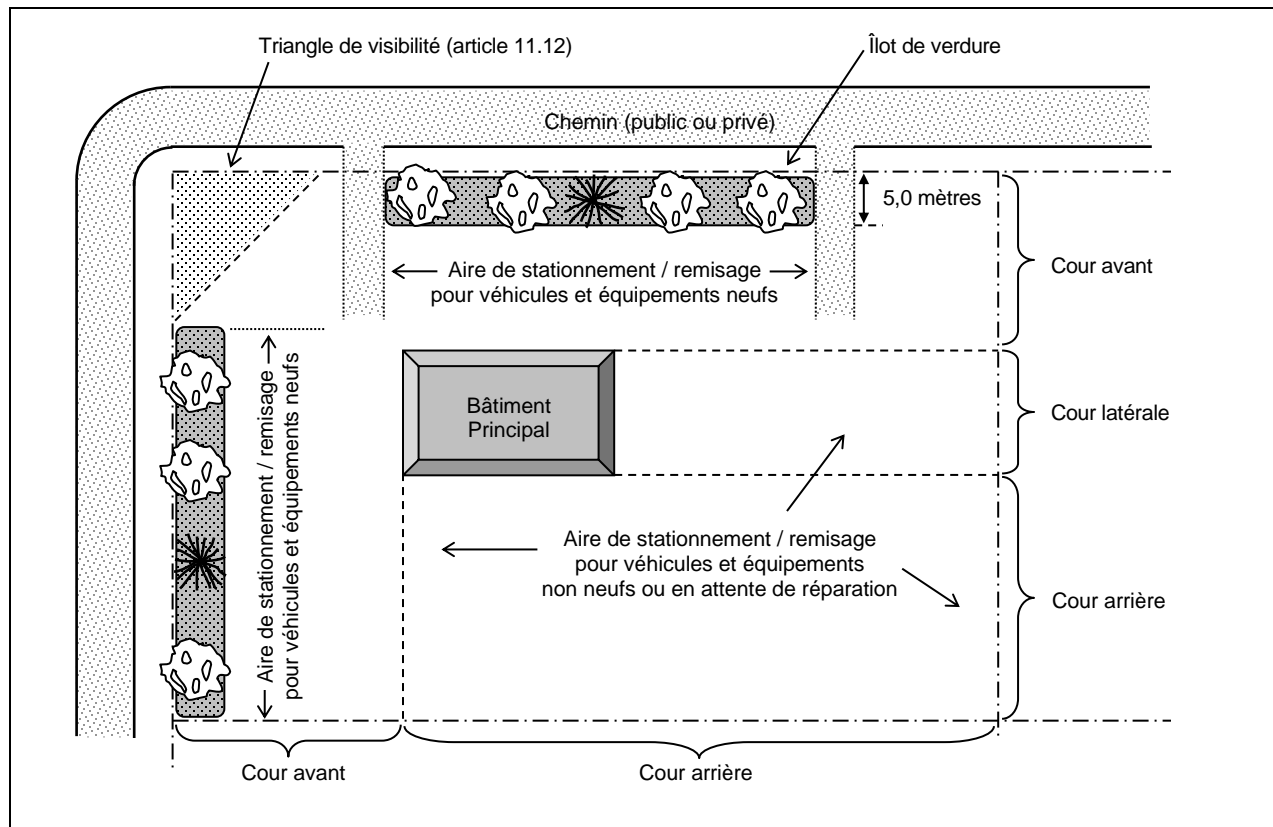 Triangle de visibilité (article 11.12)
Îlot de verdure
Chemin (public ou privé)
5,0 mètres
Aire de stationnement / remisage
pour véhicules et équipements neufs
Cour avant
Aire de stationnement / remisage
pour véhicules et équipements neufs
Bâtiment
Principal
Cour latérale
Aire de stationnement / remisage
pour véhicules et équipements
non neufs ou en attente de réparation
Cour arrière
Cour avant
Cour arrière